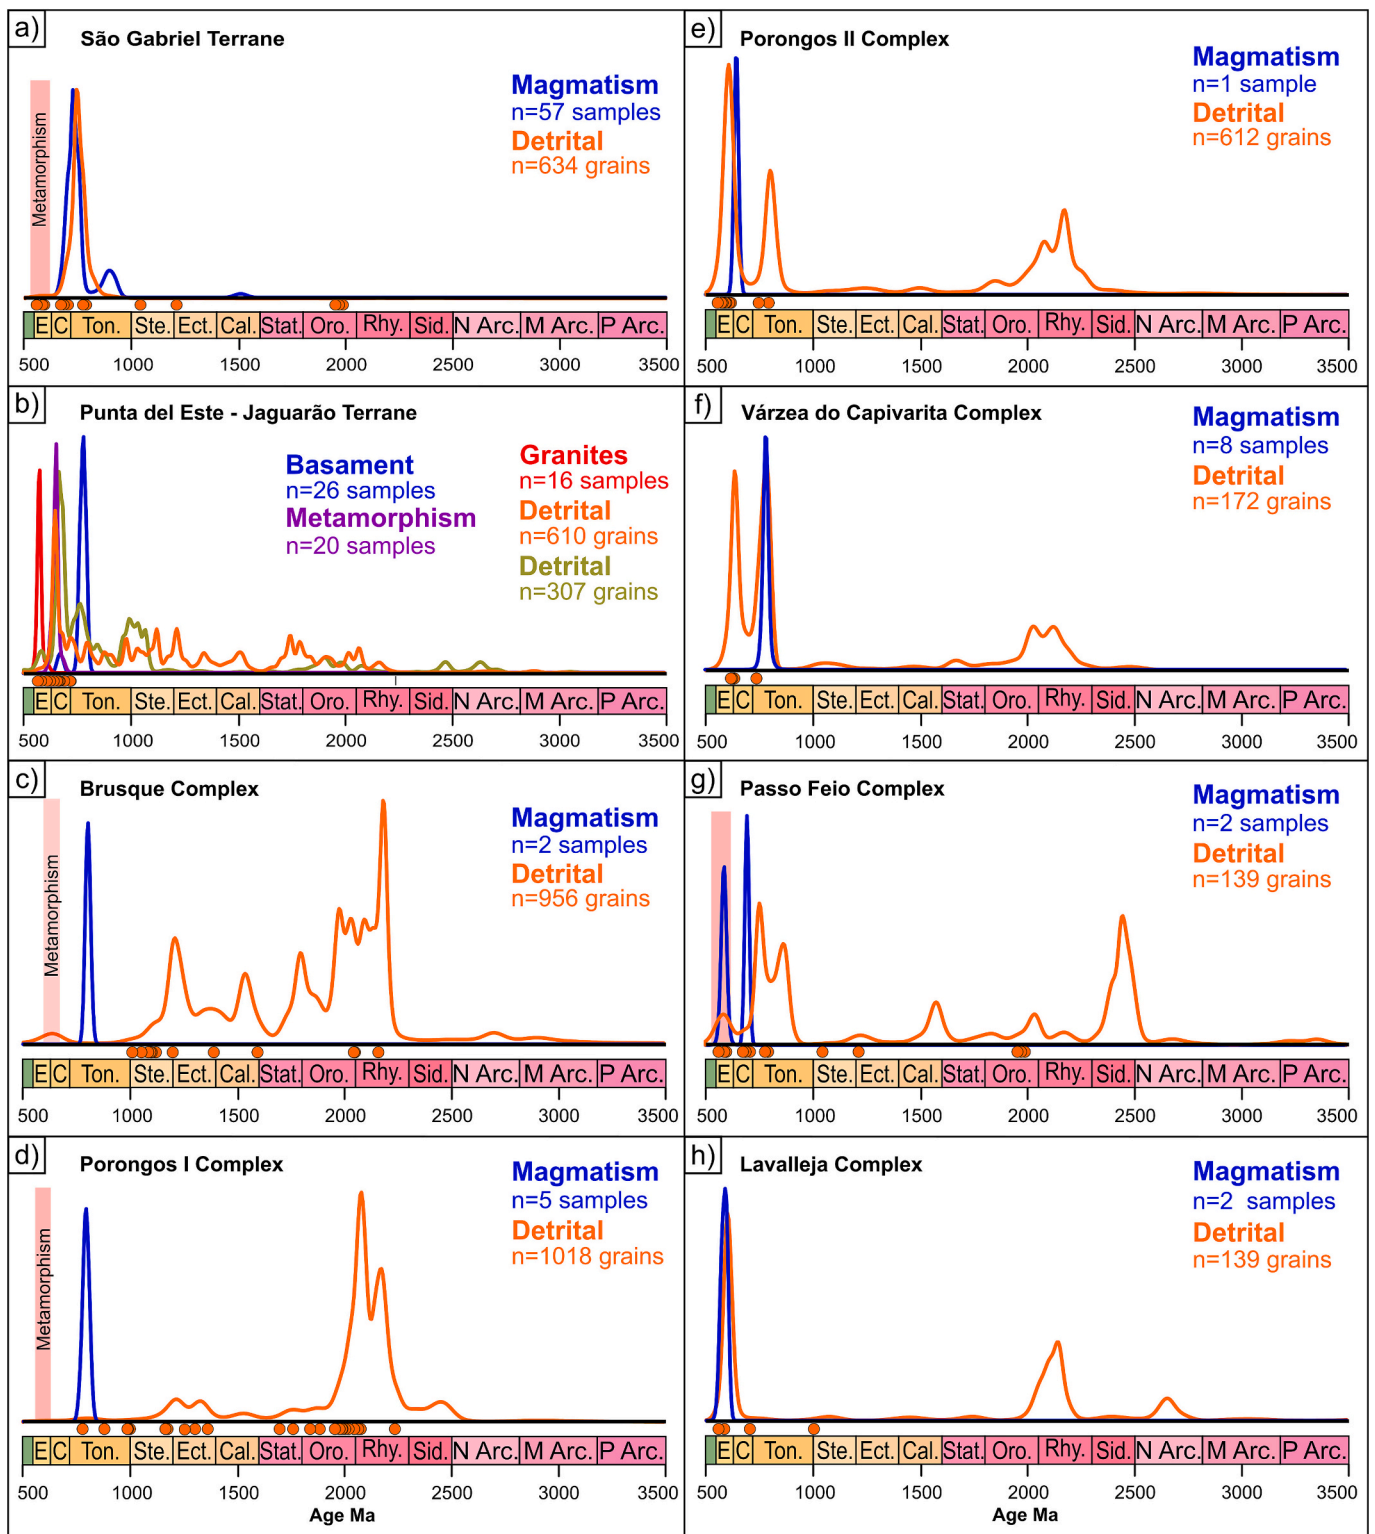 a)
São Gabriel Terrane
Magmatism
n=57 samples
Detrital
n=634 grains
Metamorphism
E C Ton. Ste. Ect. Cal. Stat. Oro. Rhy. Sid. N Arc. M Arc. P Arc.
500 1000 1500 2000 2500 3000 3500
b)
Punta del Este - Jaguarão Terrane
Basament
n=26 samples
Metamorphism
n=20 samples
Granites
n=16 samples
Detrital
n=610 grains
Detrital
n=307 grains
E C Ton. Ste. Ect. Cal. Stat. Oro. Rhy. Sid. N Arc. M Arc. P Arc.
500 1000 1500 2000 2500 3000 3500
c)
Brusque Complex
Magmatism
n=2 samples
Detrital
n=956 grains
Metamorphism
E C Ton. Ste. Ect. Cal. Stat. Oro. Rhy. Sid. N Arc. M Arc. P Arc.
500 1000 1500 2000 2500 3000 3500
d)
Porongos I Complex
Magmatism
n=5 samples
Detrital
n=1018 grains
Metamorphism
E C Ton. Ste. Ect. Cal. Stat. Oro. Rhy. Sid. N Arc. M Arc. P Arc.
500 1000 1500 2000 2500 3000 3500
Age Ma
e)
Porongos II Complex
Magmatism
n=1 sample
Detrital
n=612 grains
E C Ton. Ste. Ect. Cal. Stat. Oro. Rhy. Sid. N Arc. M Arc. P Arc.
500 1000 1500 2000 2500 3000 3500
f)
Várzea do Capivarita Complex
Magmatism
n=8 samples
Detrital
n=172 grains
E C Ton. Ste. Ect. Cal. Stat. Oro. Rhy. Sid. N Arc. M Arc. P Arc.
500 1000 1500 2000 2500 3000 3500
g)
Passo Feio Complex
Magmatism
n=2 samples
Detrital
n=139 grains
E C Ton. Ste. Ect. Cal. Stat. Oro. Rhy. Sid. N Arc. M Arc. P Arc.
500 1000 1500 2000 2500 3000 3500
h)
Lavalleja Complex
Magmatism
n=2 samples
Detrital
n=139 grains
E C Ton. Ste. Ect. Cal. Stat. Oro. Rhy. Sid. N Arc. M Arc. P Arc.
500 1000 1500 2000 2500 3000 3500
Age Ma